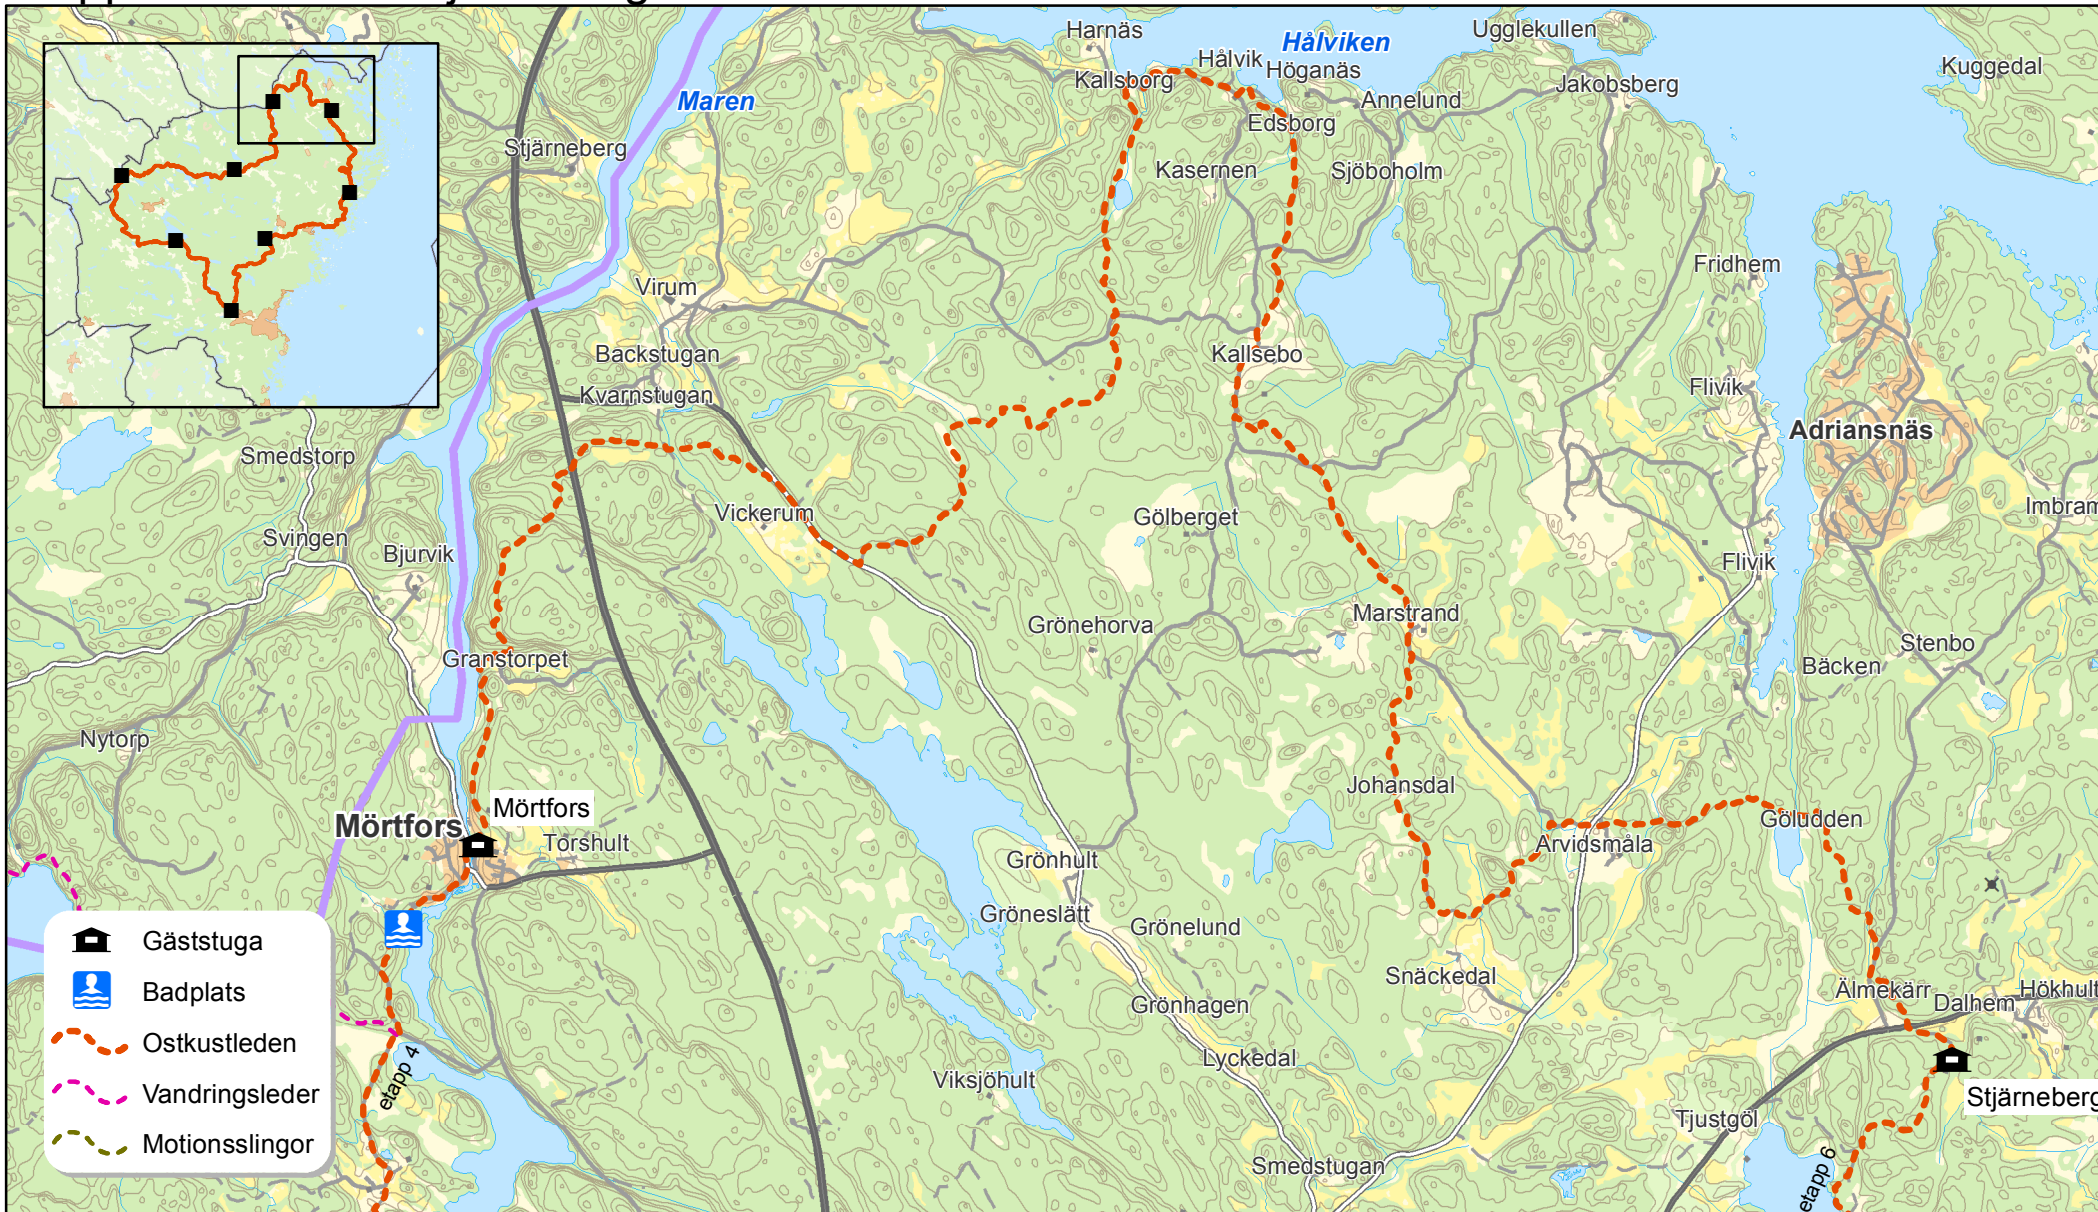 Harnäs
Hålviken
Ugglekullen
Kallsborg
Hålvik
Höganäs
Kuggedal
Jakobsberg
Maren
Annelund
Edsborg
Stjärneberg
Kasernen
Sjöboholm
Fridhem
Virum
Backstugan
Kallsebo
Kvarnstugan
Flivik
Adriansnäs
Smedstorp
Vickerum
Gölberget
Imbram
Svingen
Bjurvik
Flivik
Marstrand
Grönehorva
Stenbo
Granstorpet
Bäcken
Nytorp
Johansdal
Mörtfors
Mörtfors
Göludden
Torshult
Arvidsmåla
Grönhult
Gröneslätt
Grönelund
Snäckedal
Älmekärr
Dalhem
Hökhult
Grönhagen
Lyckedal
Viksjöhult
Stjärneberg
Tjustgöl
Smedstugan
etapp 4
etapp 6
Gäststuga
Badplats
Ostkustleden
Vandringsleder
Motionsslingor